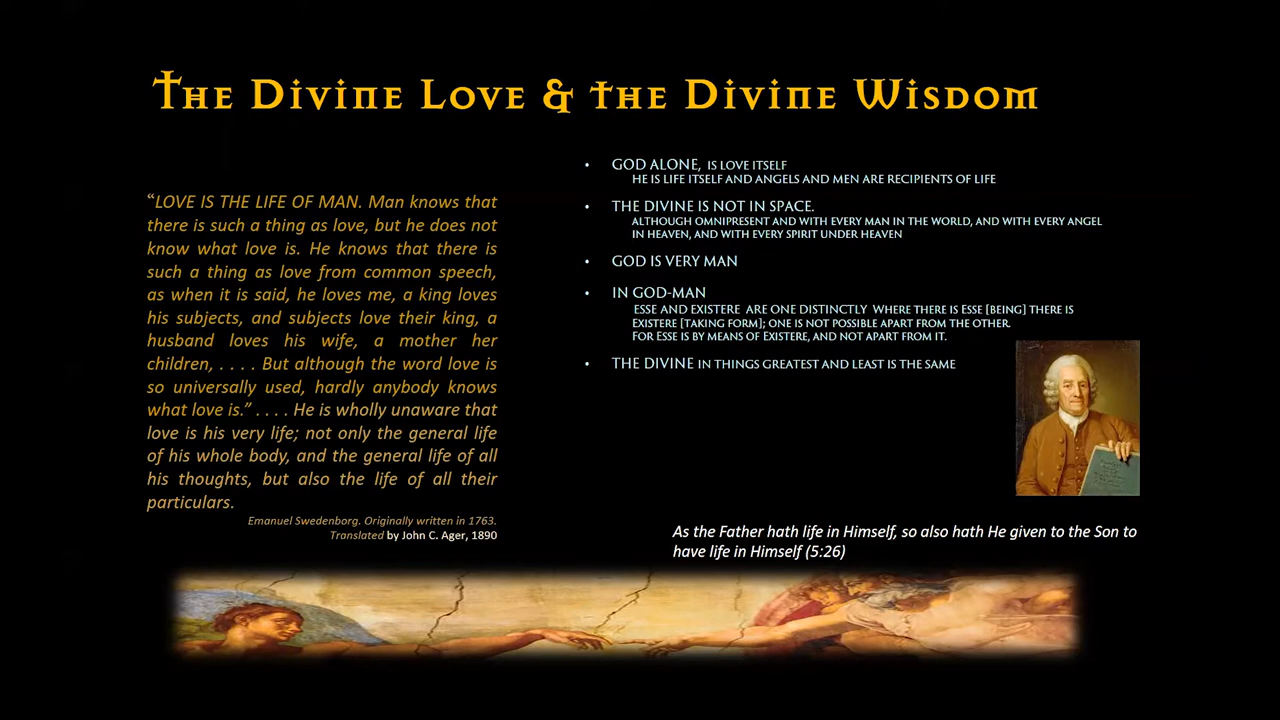 The Divine Love & the Divine Wisdom
“LOVE IS THE LIFE OF MAN. Man knows that
there is such a thing as love, but he does not
know what love is. He knows that there is
such a thing as love from common speech,
as when it is said, he loves me, a king loves
his subjects, and subjects love their king, a
husband loves his wife, a mother her
children, . . . . But although the word love is
so universally used, hardly anybody knows
what love is.” . . . . He is wholly unaware that
love is his very life; not only the general life
of his whole body, and the general life of all
his thoughts, but also the life of all their
particulars.
Emanuel Swedenborg. Originally written in 1763.
Translated by John C. Ager, 1890
• GOD ALONE, IS LOVE ITSELF
HE IS LIFE ITSELF AND ANGELS AND MEN ARE RECIPIENTS OF LIFE
• THE DIVINE IS NOT IN SPACE.
ALTHOUGH OMNIPRESENT AND WITH EVERY MAN IN THE WORLD, AND WITH EVERY ANGEL
IN HEAVEN, AND WITH EVERY SPIRIT UNDER HEAVEN
• GOD IS VERY MAN
• IN GOD-MAN
ESSE AND EXISTERE ARE ONE DISTINCTLY WHERE THERE IS ESSE [BEING] THERE IS
EXISTERE [TAKING FORM]; ONE IS NOT POSSIBLE APART FROM THE OTHER.
FOR ESSE IS BY MEANS OF EXISTERE, AND NOT APART FROM IT.
• THE DIVINE IN THINGS GREATEST AND LEAST IS THE SAME
As the Father hath life in Himself, so also hath He given to the Son to
have life in Himself (5:26)